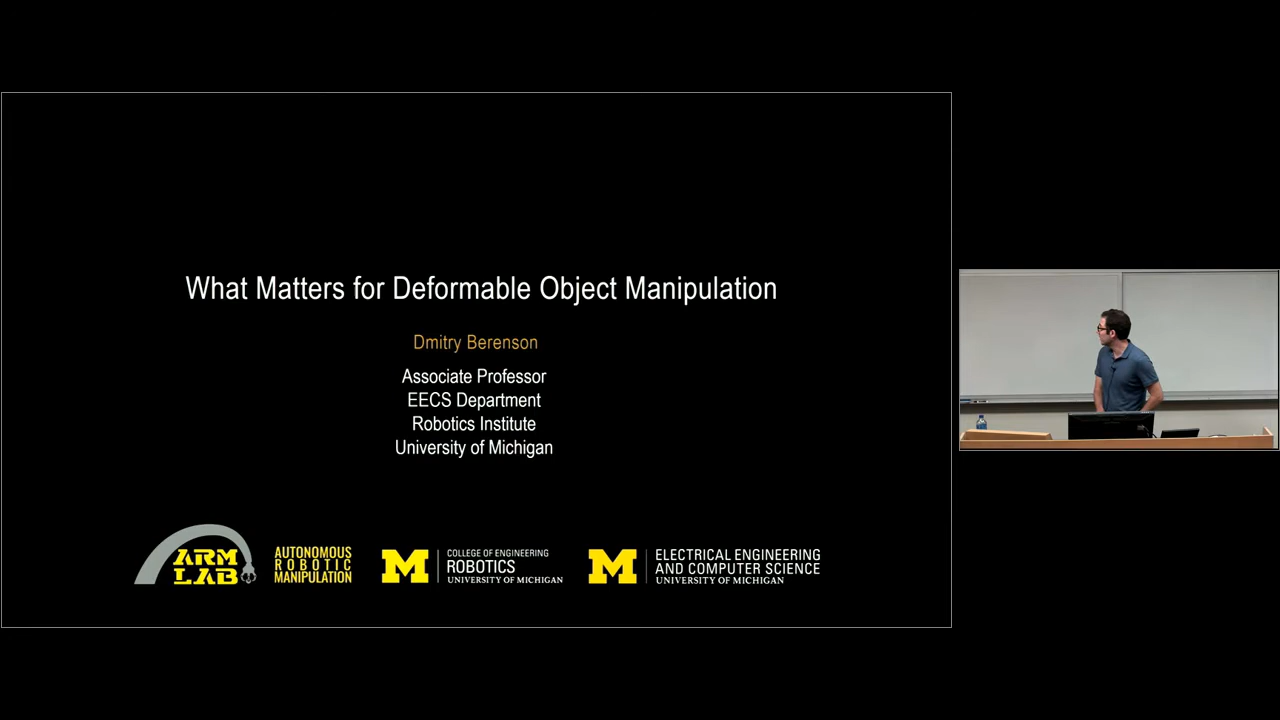 What Matters for Deformable Object Manipulation
Dmitry Berenson
Associate Professor
EECS Department
Robotics Institute
University of Michigan
ARM
LAB
AUTONOMOUS
ROBOTIC
MANIPULATION
M
COLLEGE OF ENGINEERING
ROBOTICS
UNIVERSITY OF MICHIGAN
M
ELECTRICAL ENGINEERING
AND COMPUTER SCIENCE
UNIVERSITY OF MICHIGAN